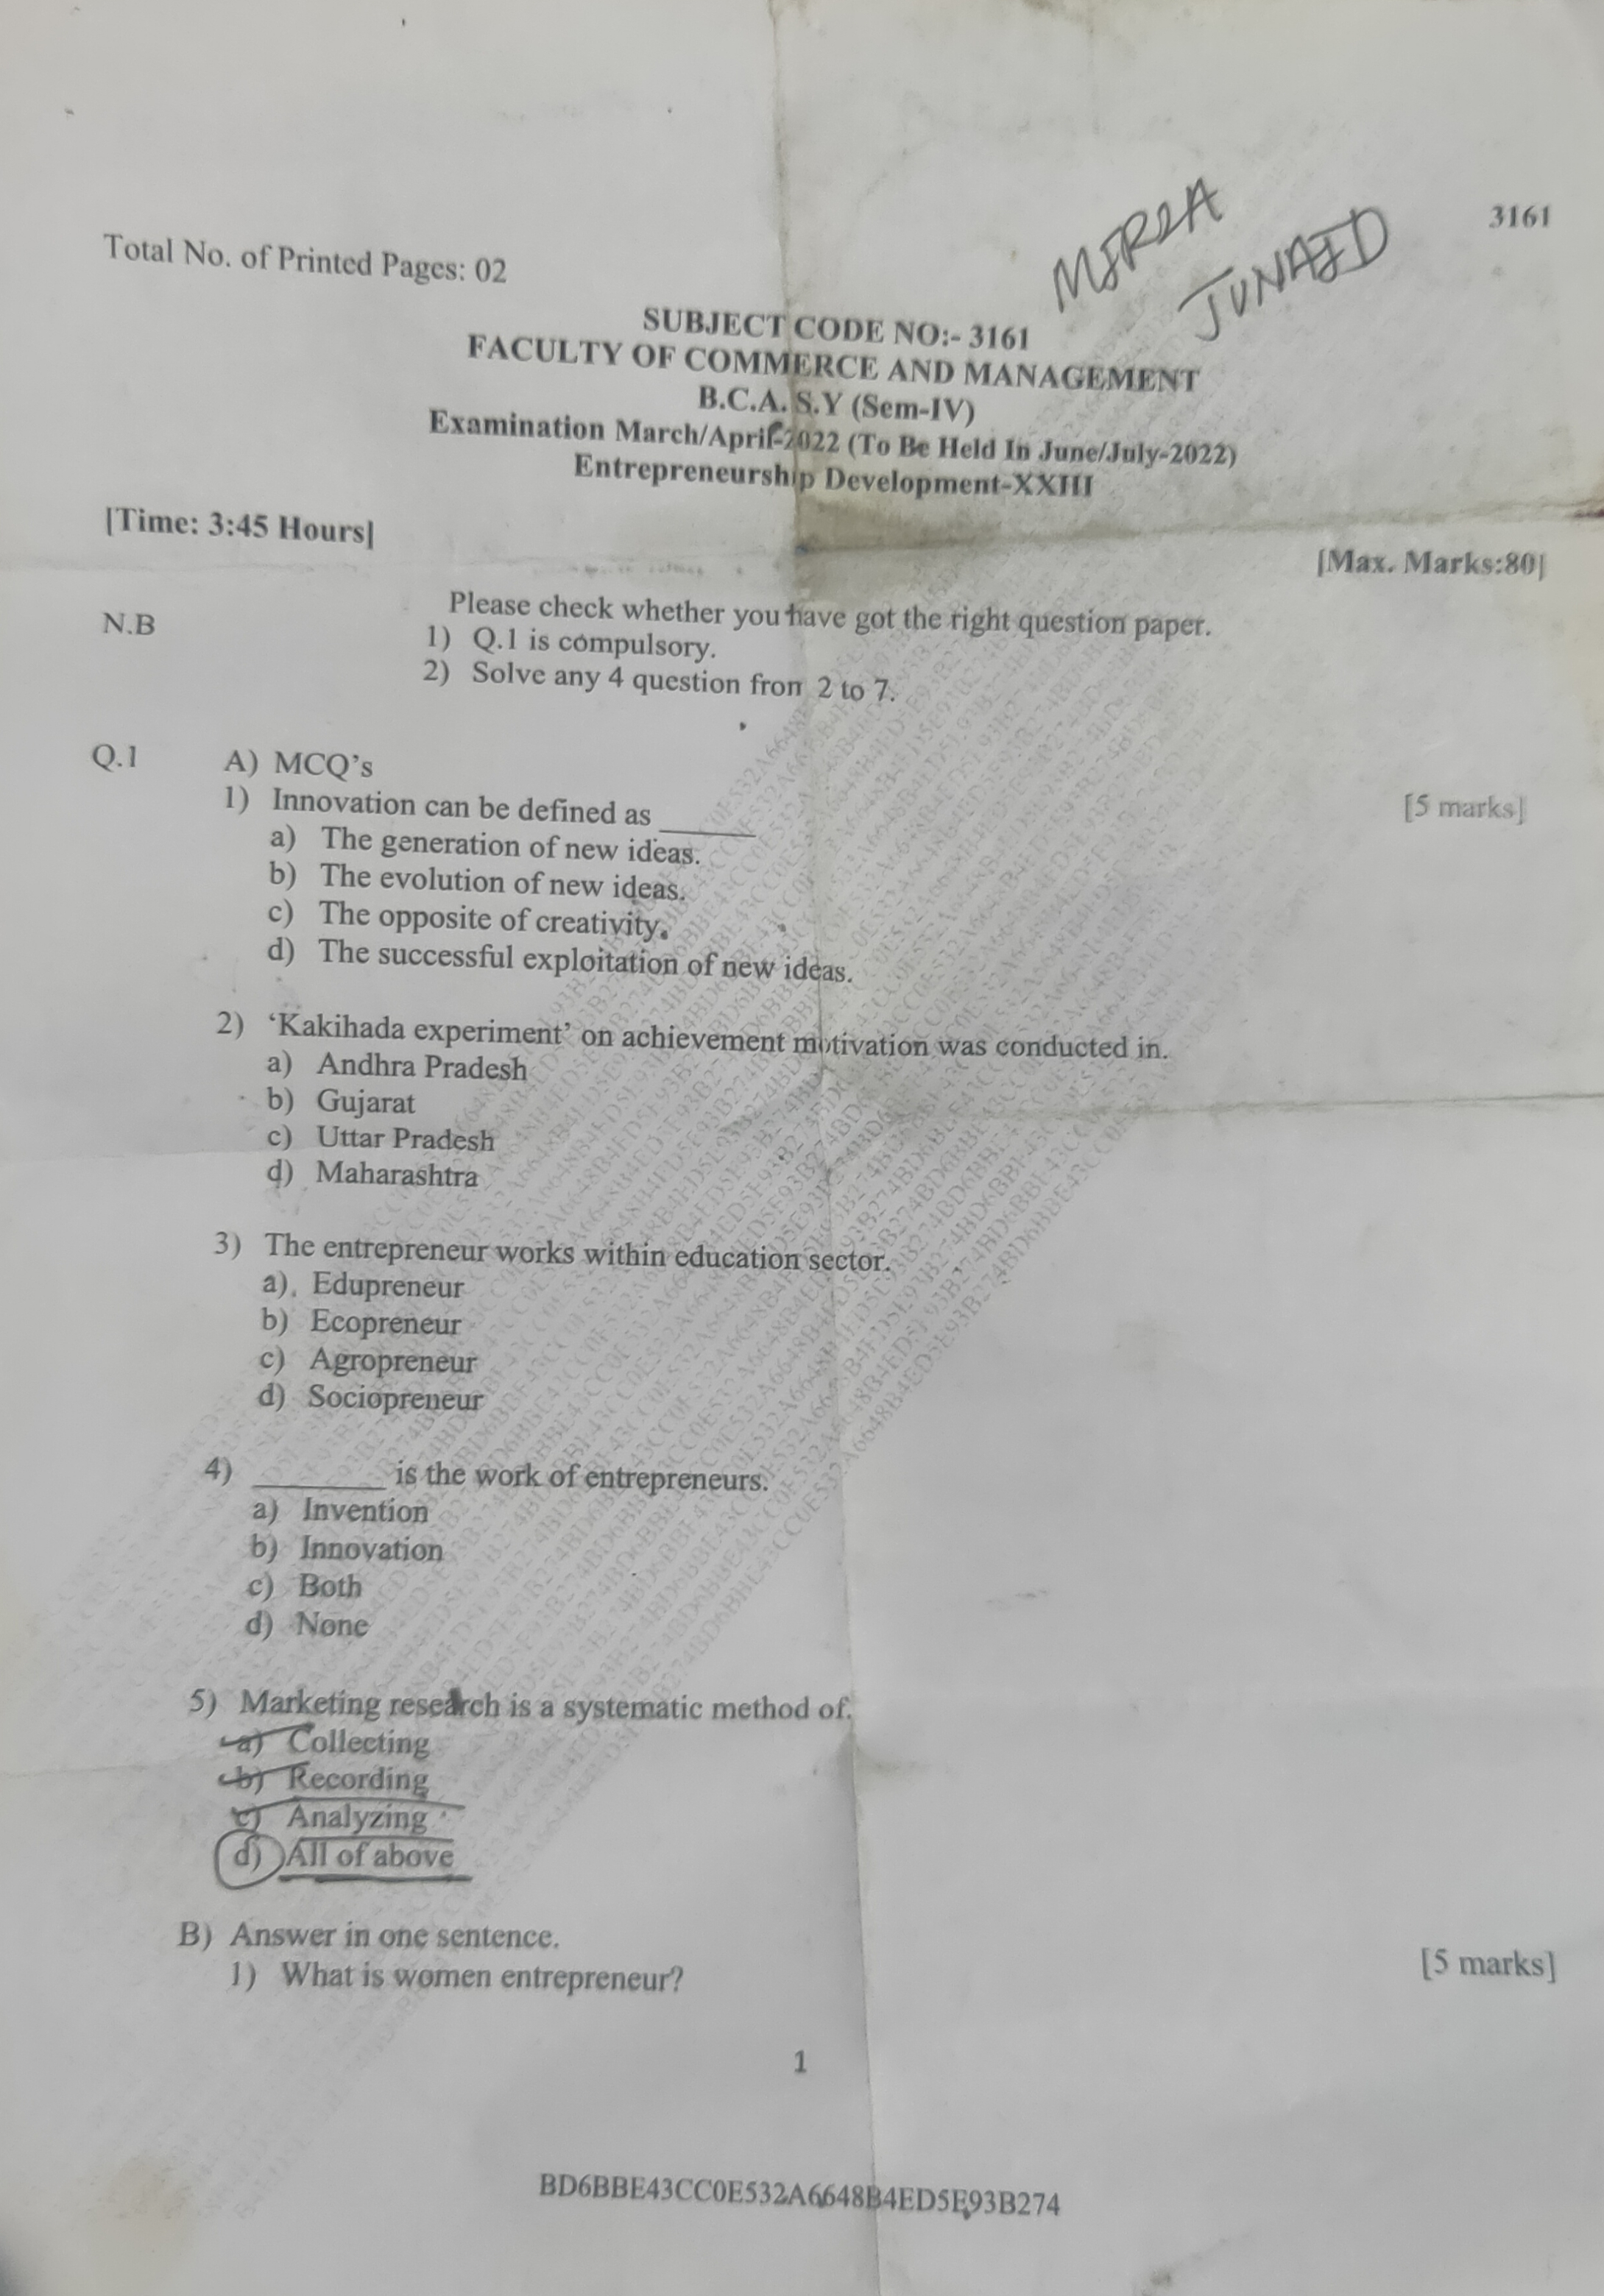 3161
MIRZA
JUNAID
Total No. of Printed Pages: 02
SUBJECT CODE NO:- 3161
FACULTY OF COMMERCE AND MANAGEMENT
B.C.A. S.Y (Sem-IV)
Examination March/April-2022 (To Be Held In June/July-2022)
Entrepreneurship Development-XXIII
[Time: 3:45 Hours]
[Max. Marks:80]
N.B
Please check whether you have got the right question paper.
1) Q.1 is compulsory.
2) Solve any 4 question fron 2 to 7.
Q.1 A) MCQ's
[5 marks]
1) Innovation can be defined as ______
a) The generation of new ideas.
b) The evolution of new ideas.
c) The opposite of creativity.
d) The successful exploitation of new ideas.
2) 'Kakihada experiment' on achievement motivation was conducted in.
a) Andhra Pradesh
b) Gujarat
c) Uttar Pradesh
d) Maharashtra
3) The entrepreneur works within education sector.
a) Edupreneur
b) Ecopreneur
c) Agropreneur
d) Sociopreneur
4) ________ is the work of entrepreneurs.
a) Invention
b) Innovation
c) Both
d) None
5) Marketing research is a systematic method of.
a) Collecting
b) Recording
c) Analyzing
d) All of above
B) Answer in one sentence.
[5 marks]
1) What is women entrepreneur?
1
BD6BBE43CC0E532A6648B4ED5E93B274